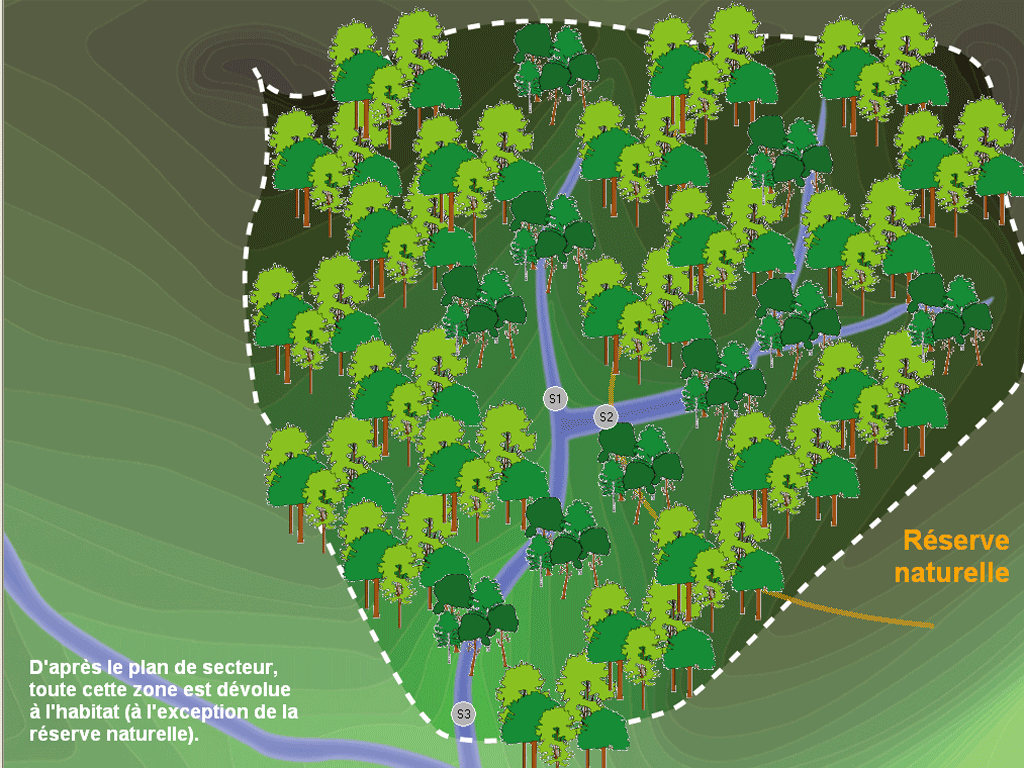 S1
S2
Réserve
naturelle
D'après le plan de secteur,
toute cette zone est dévolue
à l'habitat (à l'exception de la
réserve naturelle).
S3